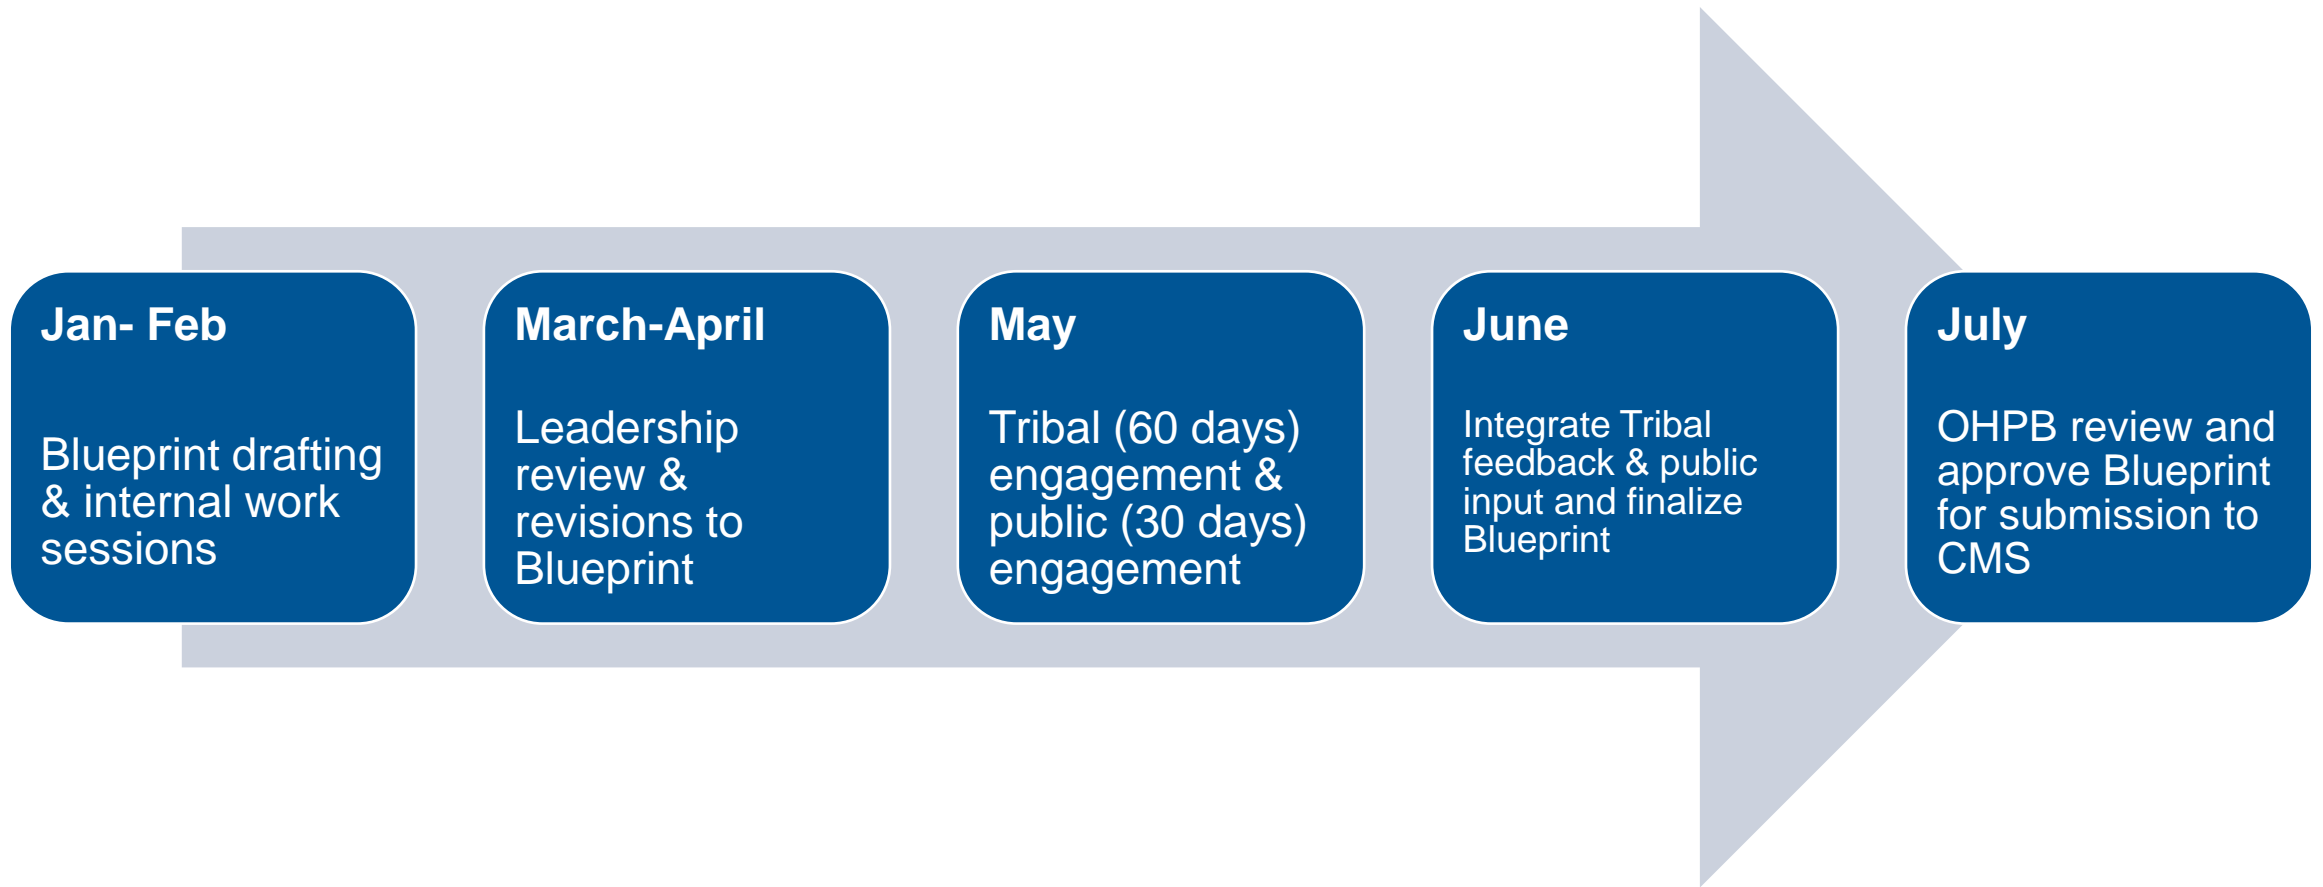 Jan- Feb
Blueprint drafting
& internal work
sessions
March-April
Leadership
review &
revisions to
Blueprint
May
Tribal (60 days)
engagement &
public (30 days)
engagement
June
Integrate Tribal
feedback & public
input and finalize
Blueprint
July
OHPB review and
approve Blueprint
for submission to
CMS